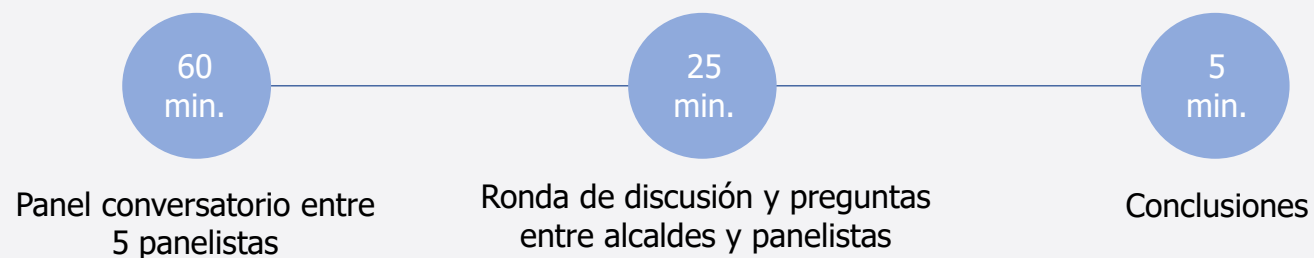 60
min.
25
min.
5
min.
Panel conversatorio entre
5 panelistas
Ronda de discusión y preguntas
entre alcaldes y panelistas
Conclusiones